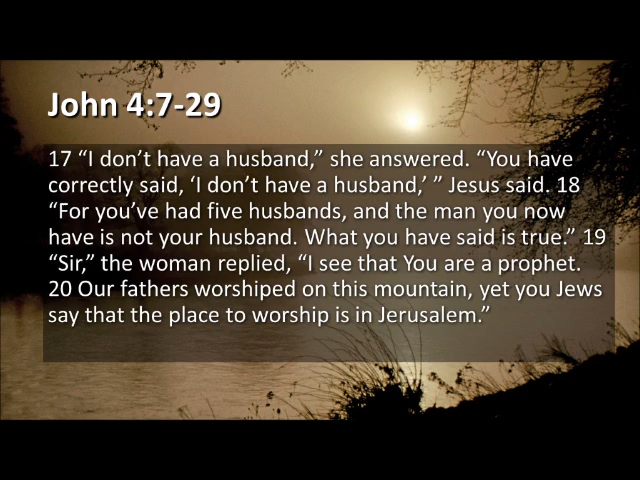 John 4:7-29
17 “I don’t have a husband,” she answered. “You have
correctly said, ‘I don’t have a husband,’ ” Jesus said. 18
“For you’ve had five husbands, and the man you now
have is not your husband. What you have said is true.” 19
“Sir,” the woman replied, “I see that You are a prophet.
20 Our fathers worshiped on this mountain, yet you Jews
say that the place to worship is in Jerusalem.”